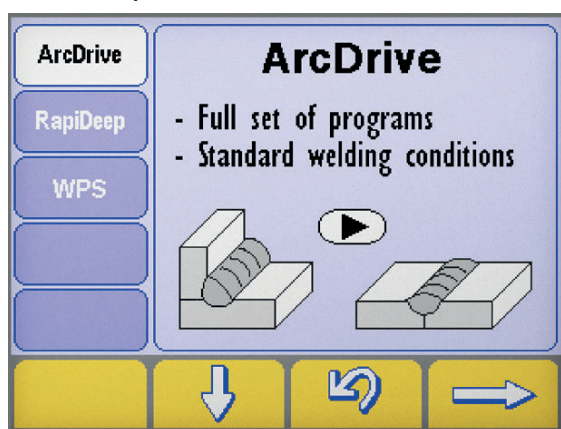 ArcDrive
RapiDeep
WPS
ArcDrive
- Full set of programs
- Standard welding conditions